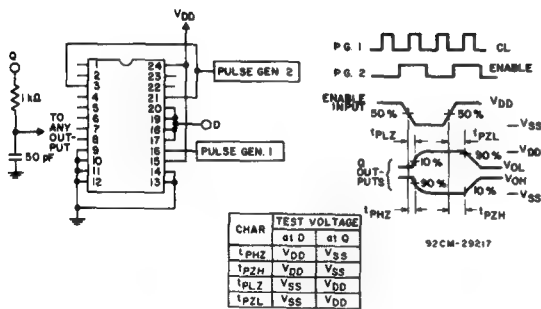 VDD
Q
1 kΩ
TO
ANY
OUT-
PUT
50 pF
1
2
3
4
5
6
7
8
9
10
11
12
24
23
22
21
20
19
18
17
16
15
14
13
PULSE GEN. 2
D
PULSE GEN. 1
P.G. 1
CL
P.G. 2
ENABLE
ENABLE
INPUT
50 %
50 %
VDD
VSS
tPLZ
tPZL
Q
OUT-
PUTS
10 %
90 %
VDD
VOL
VOH
90 %
10 %
VSS
tPHZ
tPZH
92CM-29217
CHAR TEST VOLTAGE
at D at Q
tPHZ VDD VSS
tPZH VDD VSS
tPLZ VSS VDD
tPZL VSS VDD